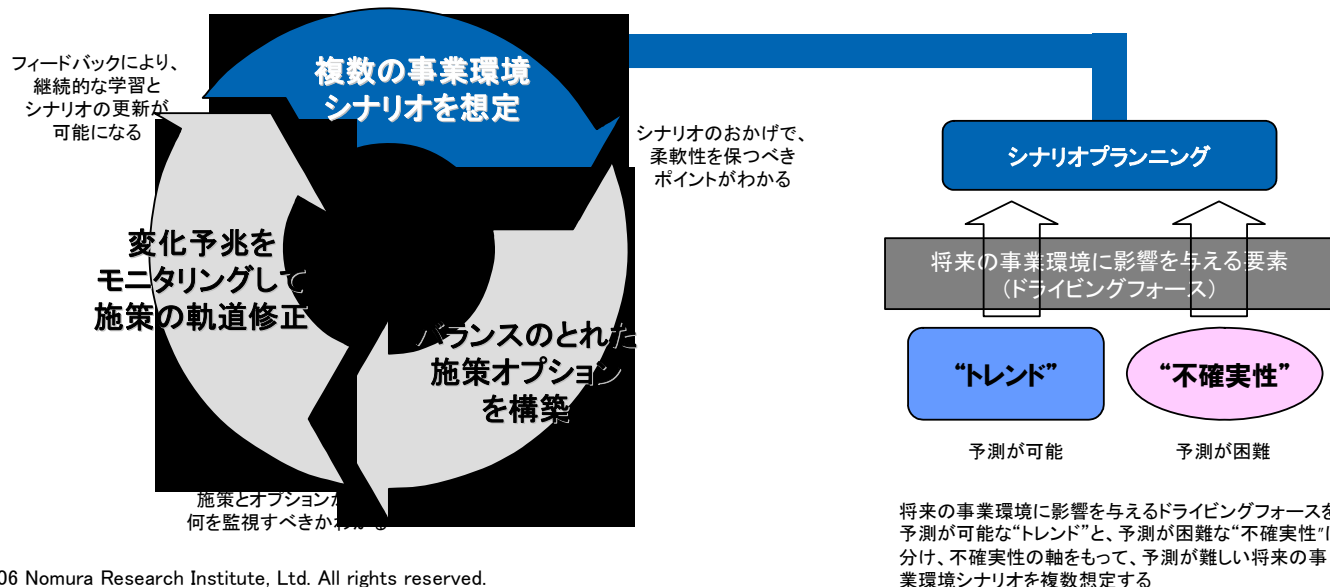 フィードバックにより、
継続的な学習と
シナリオの更新が
可能になる
複数の事業環境
シナリオを想定
シナリオのおかげで、
柔軟性を保つべき
ポイントがわかる
変化予兆を
モニタリングして
施策の軌道修正
バランスのとれた
施策オプション
を構築
施策とオプションか
何を監視すべきかわかる
シナリオプランニング
将来の事業環境に影響を与える要素
(ドライビングフォース)
“トレンド”
“不確実性”
予測が可能
予測が困難
将来の事業環境に影響を与えるドライビングフォースを
予測が可能な“トレンド”と、予測が困難な“不確実性”に
分け、不確実性の軸をもって、予測が難しい将来の事
業環境シナリオを複数想定する
06 Nomura Research Institute, Ltd. All rights reserved.